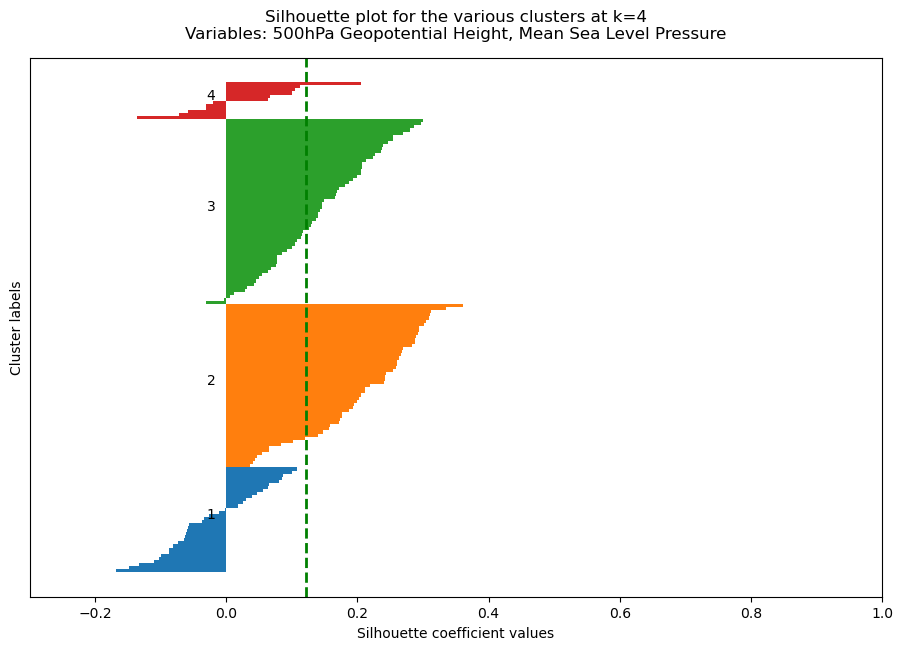 Silhouette plot for the various clusters at k=4
Variables: 500hPa Geopotential Height, Mean Sea Level Pressure
4
3
2
1
Cluster labels
−0.2 0.0 0.2 0.4 0.6 0.8 1.0
Silhouette coefficient values